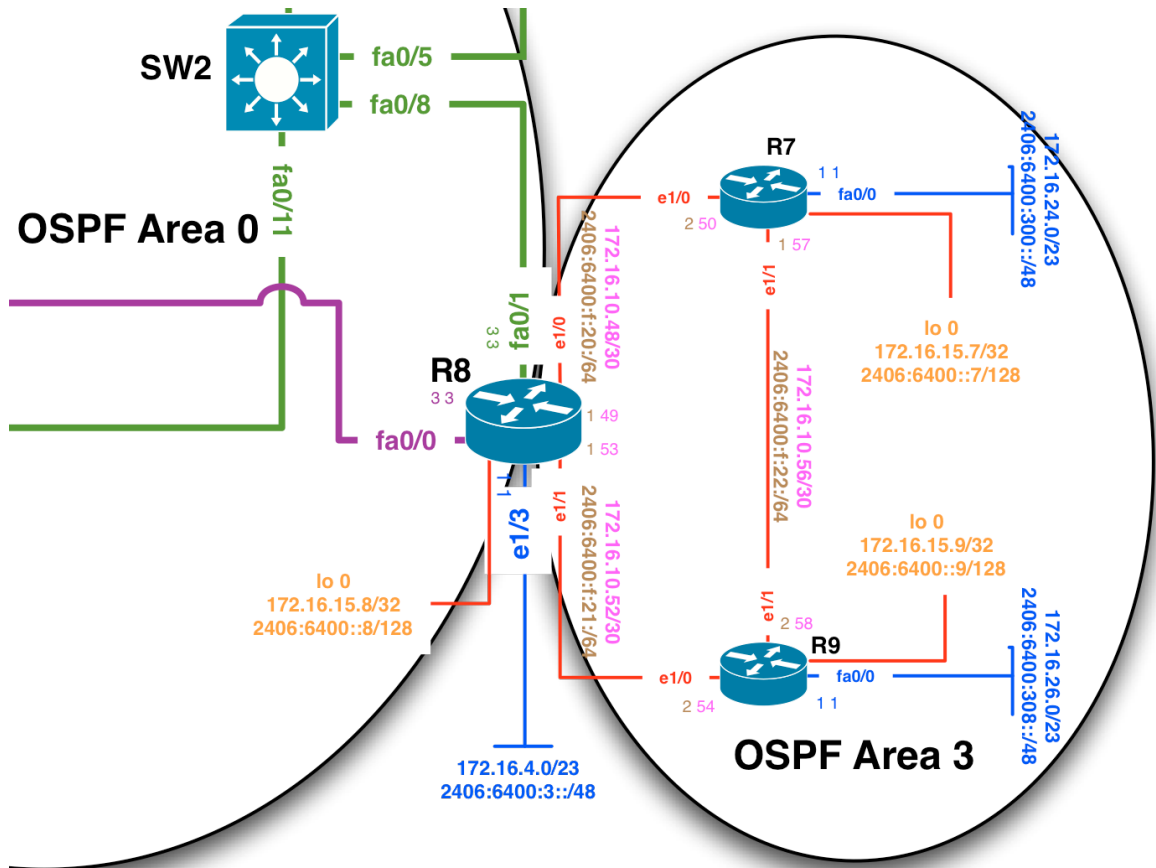 SW2
fa0/5
fa0/8
fa0/11
OSPF Area 0
fa0/1
3 3
R8
3 3
fa0/0
e1/0
1 49
1 53
e1/1
1 1
e1/3
172.16.10.48/30
2406:6400:f:20:/64
172.16.10.52/30
2406:6400:f:21:/64
lo 0
172.16.15.8/32
2406:6400::8/128
172.16.4.0/23
2406:6400:3::/48
R7
e1/0
2 50
1 1
fa0/0
1 57
e1/1
172.16.24.0/23
2406:6400:300::/48
lo 0
172.16.15.7/32
2406:6400::7/128
172.16.10.56/30
2406:6400:f:22:/64
lo 0
172.16.15.9/32
2406:6400::9/128
e1/1
2 58
R9
e1/0
2 54
fa0/0
1 1
172.16.26.0/23
2406:6400:308::/48
OSPF Area 3